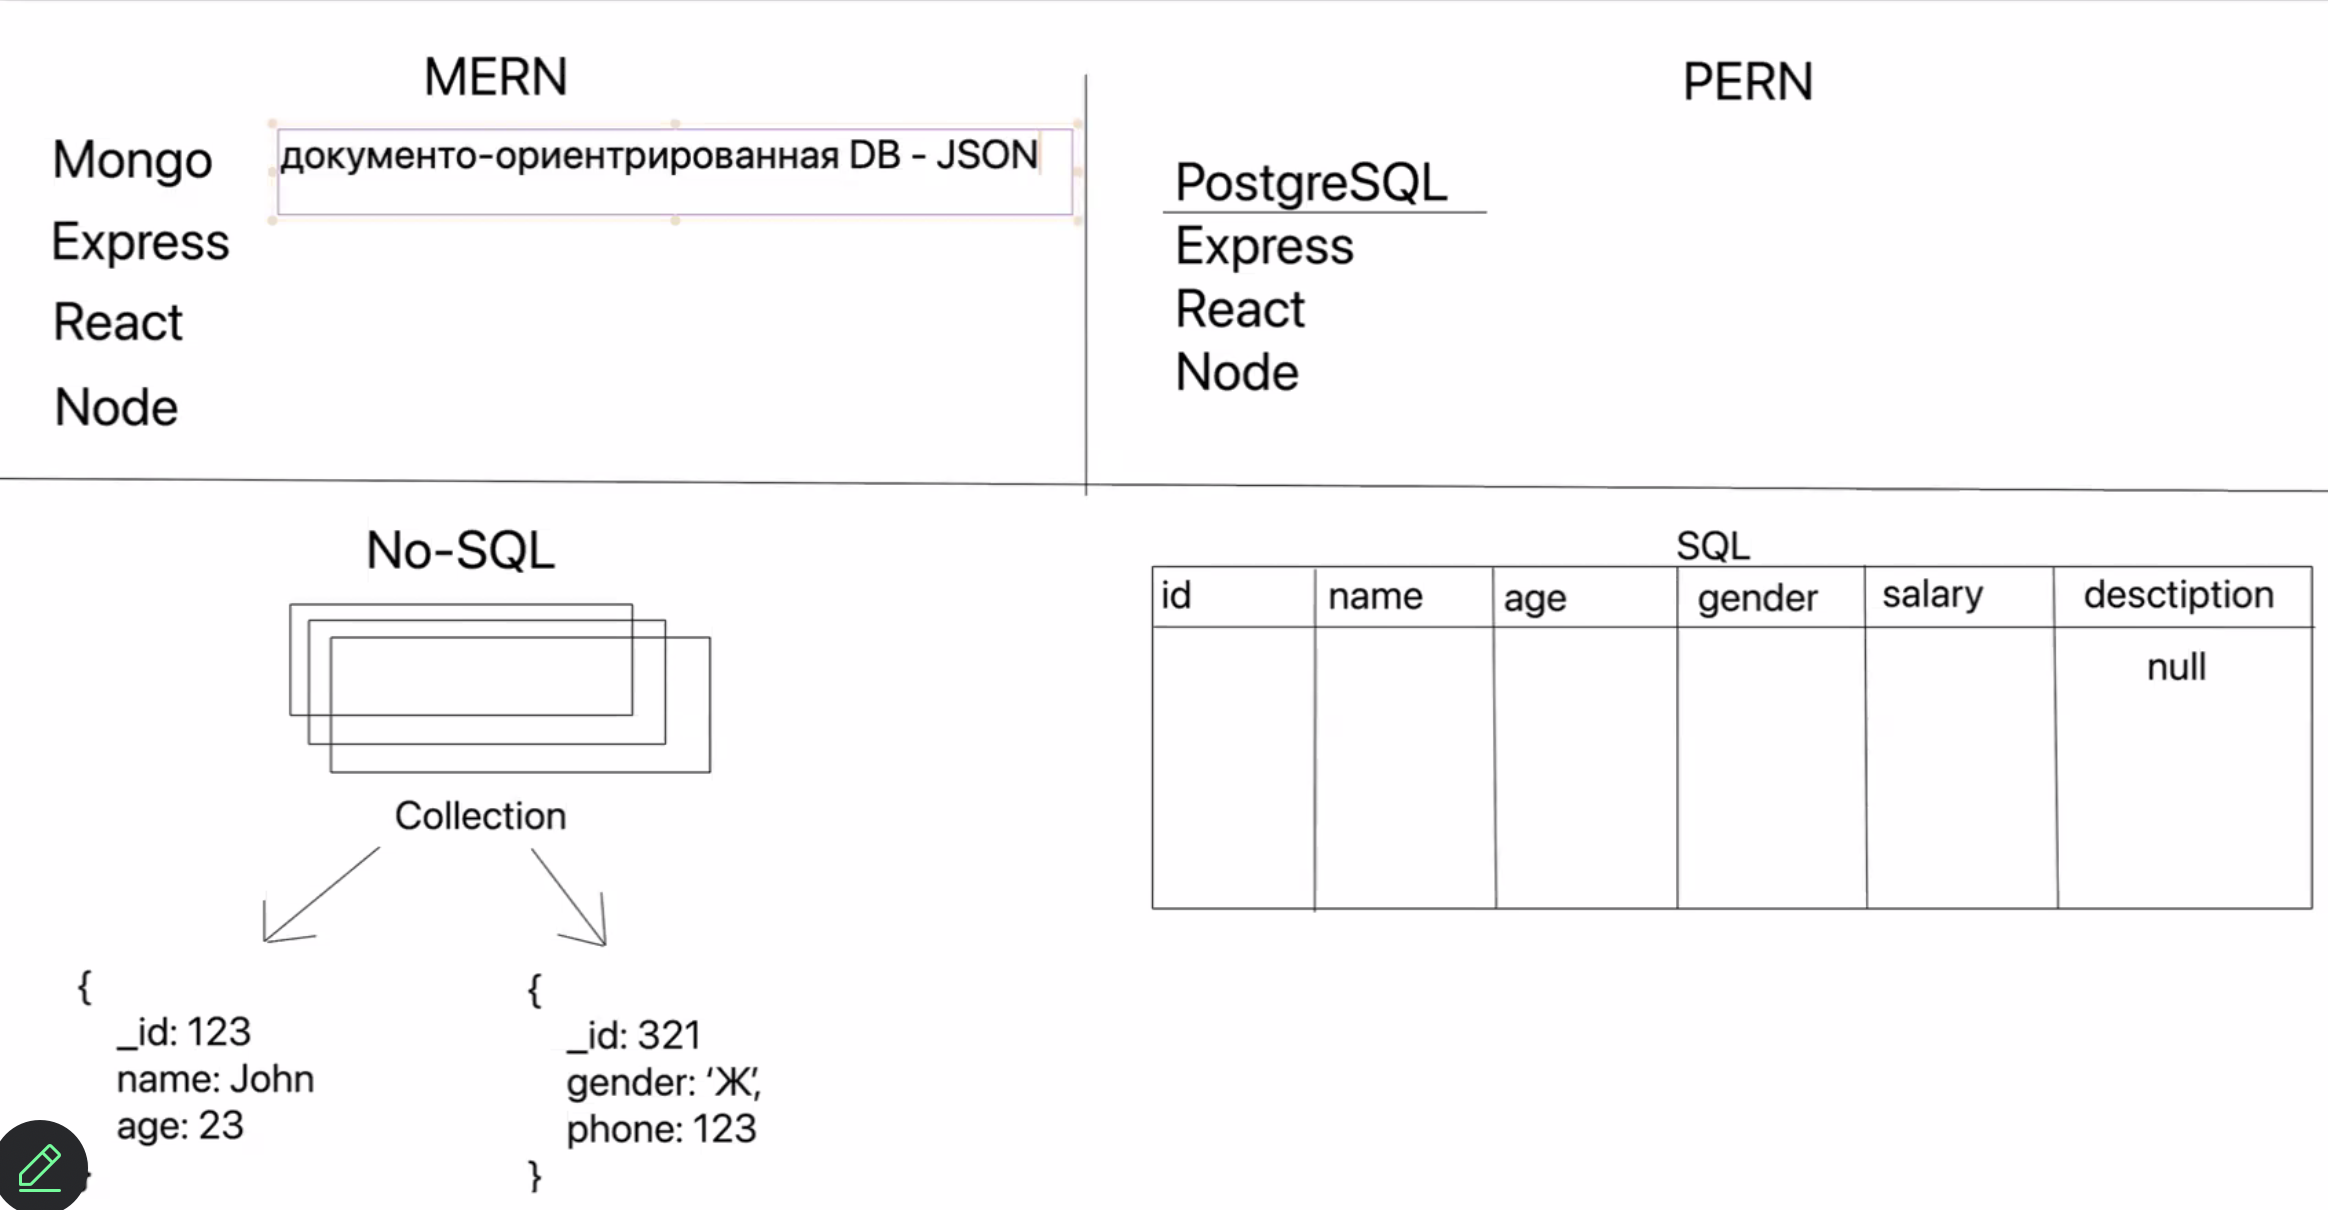 MERN
Mongo
документо-ориентрированная DB - JSON
Express
React
Node
PERN
PostgreSQL
Express
React
Node
No-SQL
Collection
{
_id: 123
name: John
age: 23
}
{
_id: 321
gender: ‘Ж’,
phone: 123
}
SQL
id name age gender salary desctiption
null